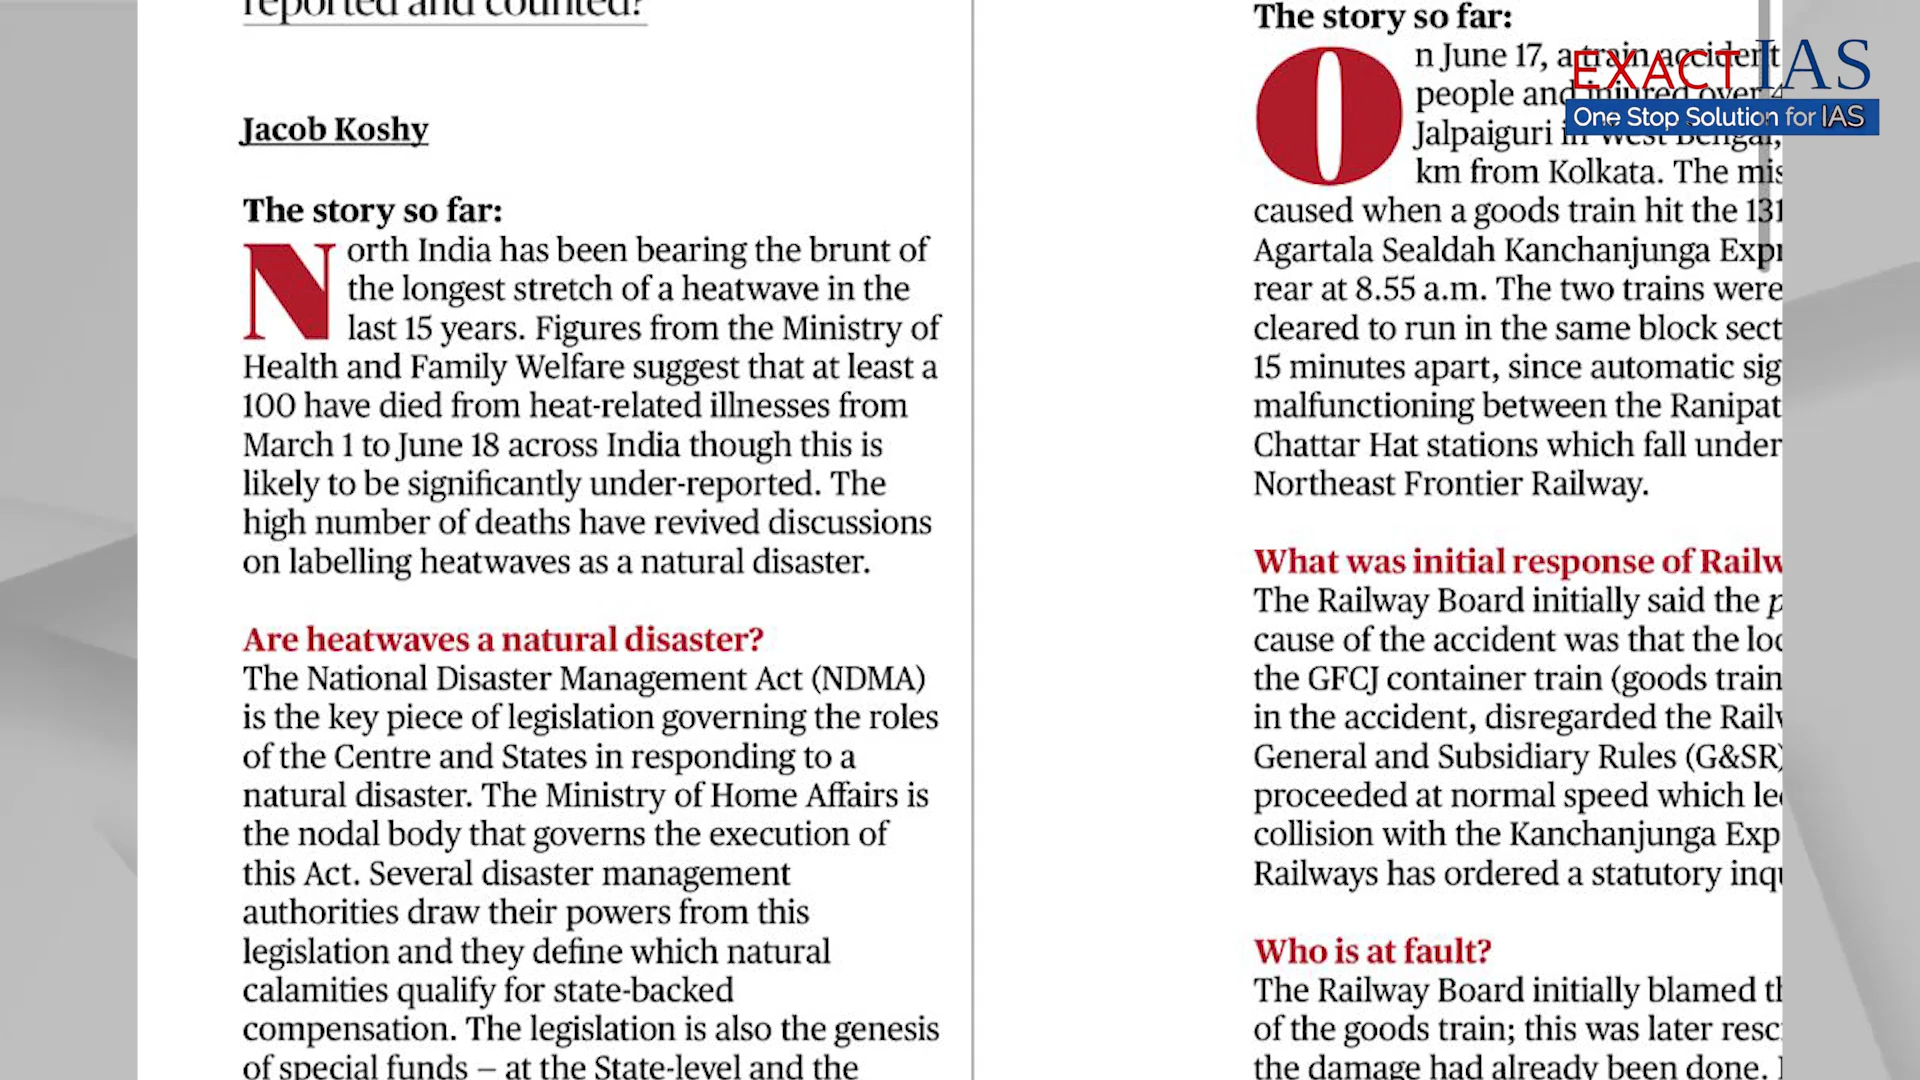 reported and counted?
Jacob Koshy
The story so far:
North India has been bearing the brunt of
the longest stretch of a heatwave in the
last 15 years. Figures from the Ministry of
Health and Family Welfare suggest that at least a
100 have died from heat-related illnesses from
March 1 to June 18 across India though this is
likely to be significantly under-reported. The
high number of deaths have revived discussions
on labelling heatwaves as a natural disaster.
Are heatwaves a natural disaster?
The National Disaster Management Act (NDMA)
is the key piece of legislation governing the roles
of the Centre and States in responding to a
natural disaster. The Ministry of Home Affairs is
the nodal body that governs the execution of
this Act. Several disaster management
authorities draw their powers from this
legislation and they define which natural
calamities qualify for state-backed
compensation. The legislation is also the genesis
of special funds — at the State-level and the
The story so far:
On June 17, a train accident
people and injured over
Jalpaiguri in West Bengal,
km from Kolkata. The
caused when a goods train hit the
Agartala Sealdah Kanchanjunga
rear at 8.55 a.m. The two trains were
cleared to run in the same block
15 minutes apart, since automatic
malfunctioning between the
Chattar Hat stations which fall under
Northeast Frontier Railway.
What was initial response of
The Railway Board initially said the
cause of the accident was that the
the GFCJ container train (goods train
in the accident, disregarded the
General and Subsidiary Rules (G&SR)
proceeded at normal speed which
collision with the Kanchanjunga
Railways has ordered a statutory
Who is at fault?
The Railway Board initially blamed
of the goods train; this was later
the damage had already been done.
EXACT IAS
One Stop Solution for IAS